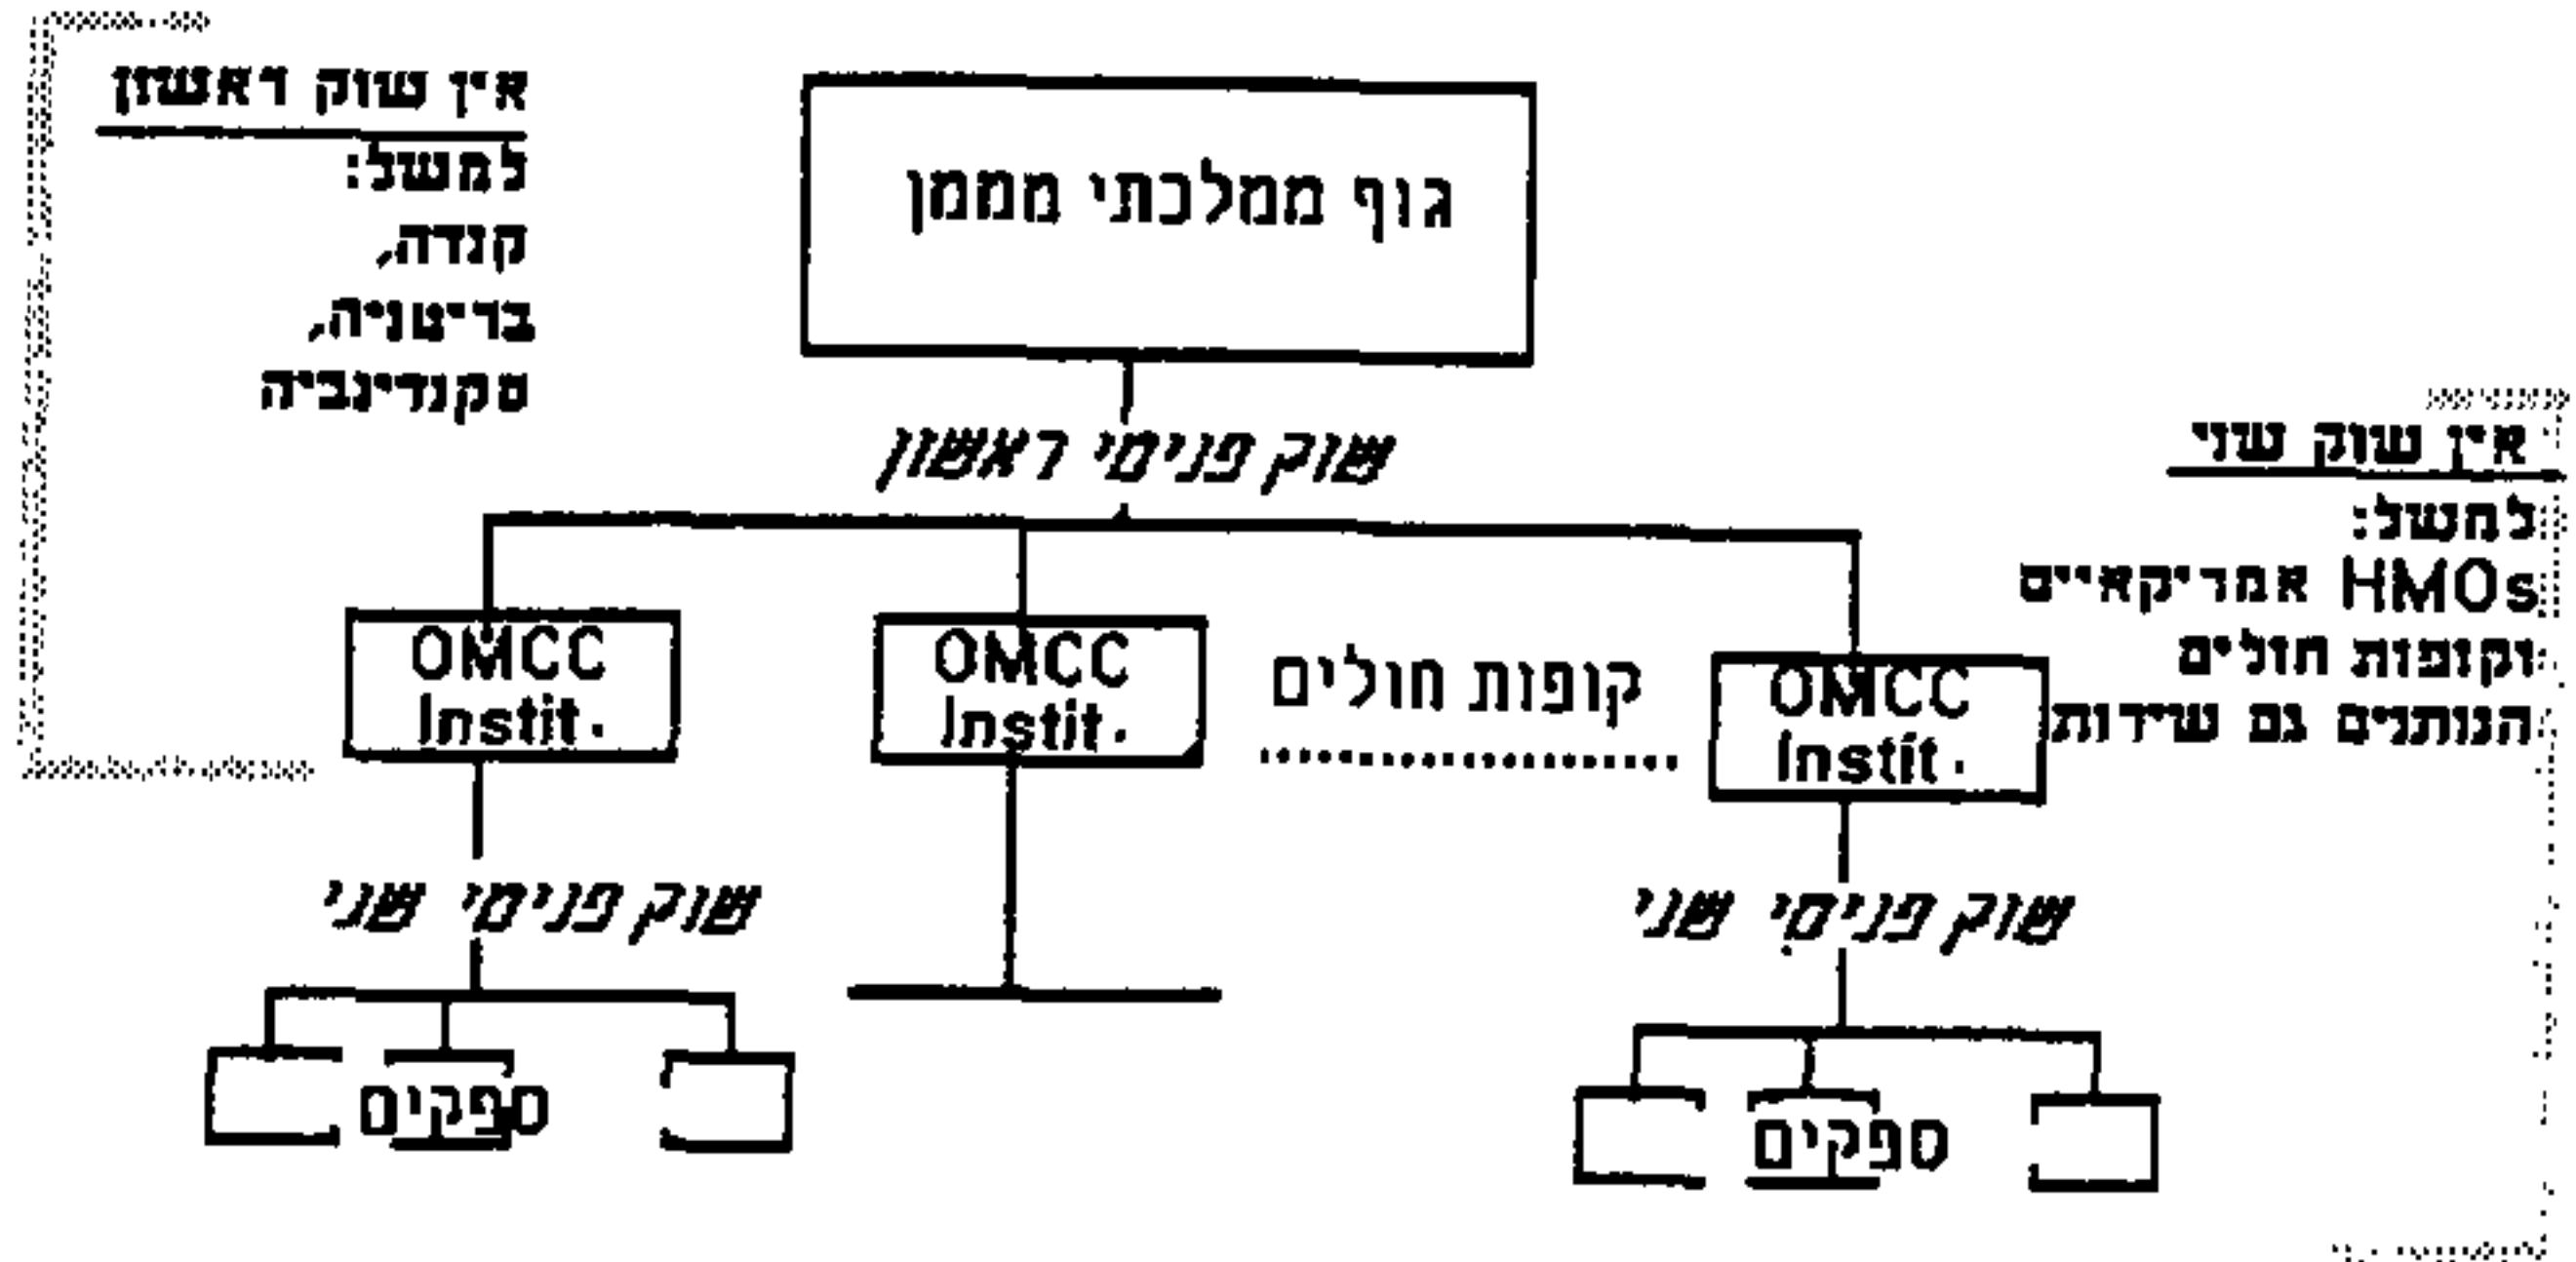 אין שוק ראשון
למשל:
קנדה,
בריטניה,
סקנדינביה
גוף ממלכתי מממן
שוק פנימי ראשון
אין שוק שני
למשל:
HMOs אמריקאיים
וקופות חולים
הנותנים גם שירות
OMCC
Instit.
OMCC
Instit.
קופות חולים
OMCC
Instit.
שוק פנימי שני
שוק פנימי שני
ספקים
ספקים